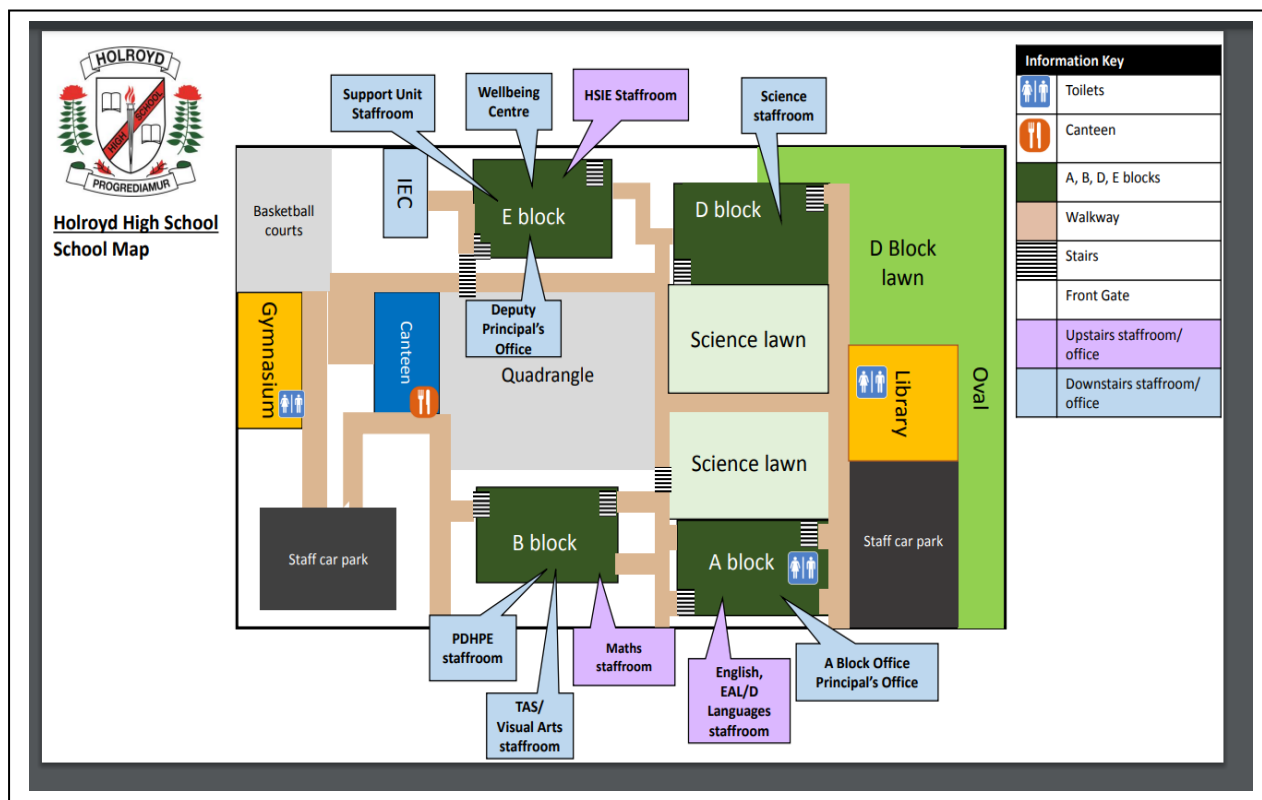 HOLROYD
HIGH SCHOOL
PROGREDIAMUR
Holroyd High School
School Map
Support Unit
Staffroom
Wellbeing
Centre
HSIE Staffroom
Science
staffroom
Information Key
Toilets
Canteen
A, B, D, E blocks
Walkway
Stairs
Front Gate
Upstairs staffroom/
office
Downstairs staffroom/
office
Basketball
courts
IEC
E block
D block
D Block
lawn
Deputy
Principal's
Office
Gymnasium
Canteen
Quadrangle
Science lawn
Library
Oval
Science lawn
Staff car park
B block
A block
Staff car park
PDHPE
staffroom
TAS/
Visual Arts
staffroom
Maths
staffroom
English,
EAL/D
Languages
staffroom
A Block Office
Principal's Office